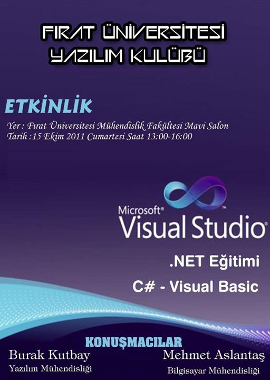 FIRAT ÜNİVERSİTESİ
YAZILIM KULÜBÜ
ETKİNLİK
Yer : Fırat Üniversitesi Mühendislik Fakültesi Mavi Salon
Tarih : 15 Ekim 2011 Cumartesi Saat 13:00-16:00
Microsoft®
Visual Studio®
.NET Eğitimi
C# - Visual Basic
KONUŞMACILAR
Burak Kutbay
Yazılım Mühendisliği
Mehmet Aslantaş
Bilgisayar Mühendisliği